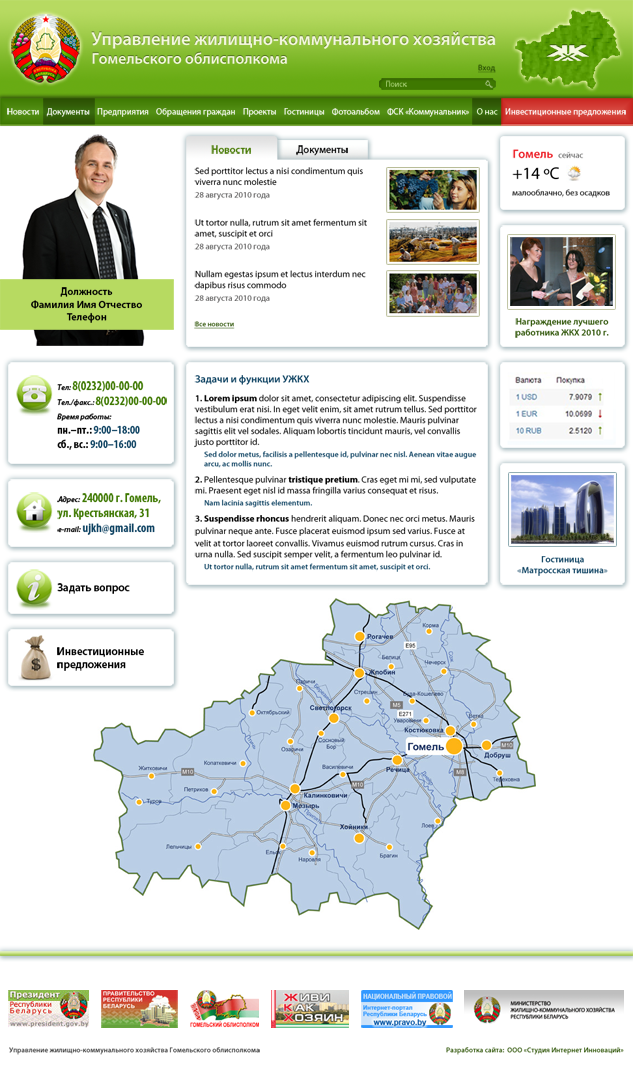 Управление жилищно-коммунального хозяйства
Гомельского облисполкома
Вход
Поиск
Новости Документы Предприятия Обращения граждан Проекты Гостиницы Фотоальбом ФСК «Коммунальник» О нас Инвестиционные предложения
Должность
Фамилия Имя Отчество
Телефон
Новости Документы
Sed porttitor lectus a nisi condimentum quis
viverra nunc molestie
28 августа 2010 года
Ut tortor nulla, rutrum sit amet fermentum sit
amet, suscipit et orci
28 августа 2010 года
Nullam egestas ipsum et lectus interdum nec
dapibus risus commodo
28 августа 2010 года
Все новости
Гомель сейчас
+14 ºC
малооблачно, без осадков
Награждение лучшего
работника ЖКХ 2010 г.
Тел: 8(0232)00-00-00
Тел./факс.: 8(0232)00-00-00
Время работы:
пн.–пт.: 9:00–18:00
сб., вс.: 9:00–16:00
Адрес: 240000 г. Гомель,
ул. Крестьянская, 31
e-mail: ujkh@gmail.com
Задать вопрос
Инвестиционные
предложения
Задачи и функции УЖКХ
1. Lorem ipsum dolor sit amet, consectetur adipiscing elit. Suspendisse
vestibulum erat nisi. In eget velit enim, sit amet rutrum tellus. Sed porttitor
lectus a nisi condimentum quis viverra nunc molestie. Mauris pulvinar
sagittis elit vel sodales. Aliquam lobortis tincidunt mauris, vel convallis
justo porttitor id.
Sed dolor metus, facilisis a pellentesque id, pulvinar nec nisl. Aenean vitae augue
arcu, ac mollis nunc.
2. Pellentesque pulvinar tristique pretium. Cras eget mi mi, sed vulputate
mi. Praesent eget nisl id massa fringilla varius consequat et risus.
Nam lacinia sagittis elementum.
3. Suspendisse rhoncus hendrerit aliquam. Donec nec orci metus. Mauris
pulvinar neque ante. Fusce placerat euismod ipsum sed varius. Fusce at
velit at tortor laoreet convallis. Vivamus euismod rutrum cursus. Cras in
urna nulla. Sed suscipit semper velit, a fermentum leo pulvinar id.
Ut tortor nulla, rutrum sit amet fermentum sit amet, suscipit et orci.
Валюта Покупка
1 USD 7.9079 ↑
1 EUR 10.0699 ↓
10 RUB 2.5120 ↑
Гостиница
«Матросская тишина»
Корма
Рогачев
E95
Белица
Чечерск
Жлобин
Паричи
Стрешин
Буда-Кошелево
M5
Светлогорск
E271
Октябрьский
Уваровичи
Ветка
Костюковка
Сосновый
Бор
Озаричи
Гомель
M10
Добруш
Житковичи
Копаткевичи
Василевичи
Речица
M10
M8
Тереховка
M10
Петриков
Калинковичи
Туров
Мозырь
Хойники
Лоев
Лельчицы
Ельск
Наровля
Брагин
Президент
Республики
Беларусь
www.president.gov.by
ПРАВИТЕЛЬСТВО
РЕСПУБЛИКИ
БЕЛАРУСЬ
ГОМЕЛЬСКИЙ ОБЛИСПОЛКОМ
ЖИВИ
КАК
ХОЗЯИН
НАЦИОНАЛЬНЫЙ ПРАВОВОЙ
Интернет-портал
Республики Беларусь
www.pravo.by
МИНИСТЕРСТВО
ЖИЛИЩНО-КОММУНАЛЬНОГО ХОЗЯЙСТВА
РЕСПУБЛИКИ БЕЛАРУСЬ
Управление жилищно-коммунального хозяйства Гомельского облисполкома
Разработка сайта: ООО «Студия Интернет Инноваций»